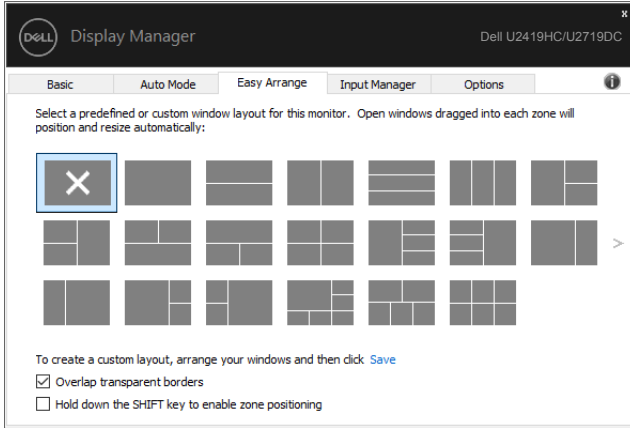 x
DELL Display Manager
Dell U2419HC/U2719DC
Basic Auto Mode Easy Arrange Input Manager Options
Select a predefined or custom window layout for this monitor. Open windows dragged into each zone will
position and resize automatically:
>
To create a custom layout, arrange your windows and then click Save
Overlap transparent borders
Hold down the SHIFT key to enable zone positioning